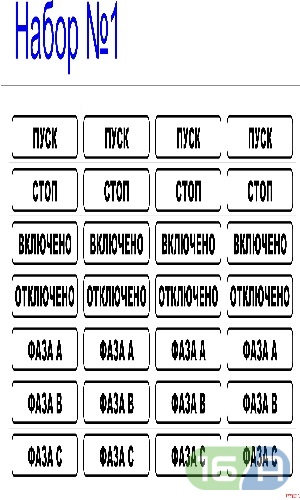 Набор №1
ПУСК ПУСК ПУСК ПУСК
СТОП СТОП СТОП СТОП
ВКЛЮЧЕНО ВКЛЮЧЕНО ВКЛЮЧЕНО ВКЛЮЧЕНО
ОТКЛЮЧЕНО ОТКЛЮЧЕНО ОТКЛЮЧЕНО ОТКЛЮЧЕНО
ФАЗА А ФАЗА А ФАЗА А ФАЗА А
ФАЗА В ФАЗА В ФАЗА В ФАЗА В
ФАЗА С ФАЗА С ФАЗА С ФАЗА С